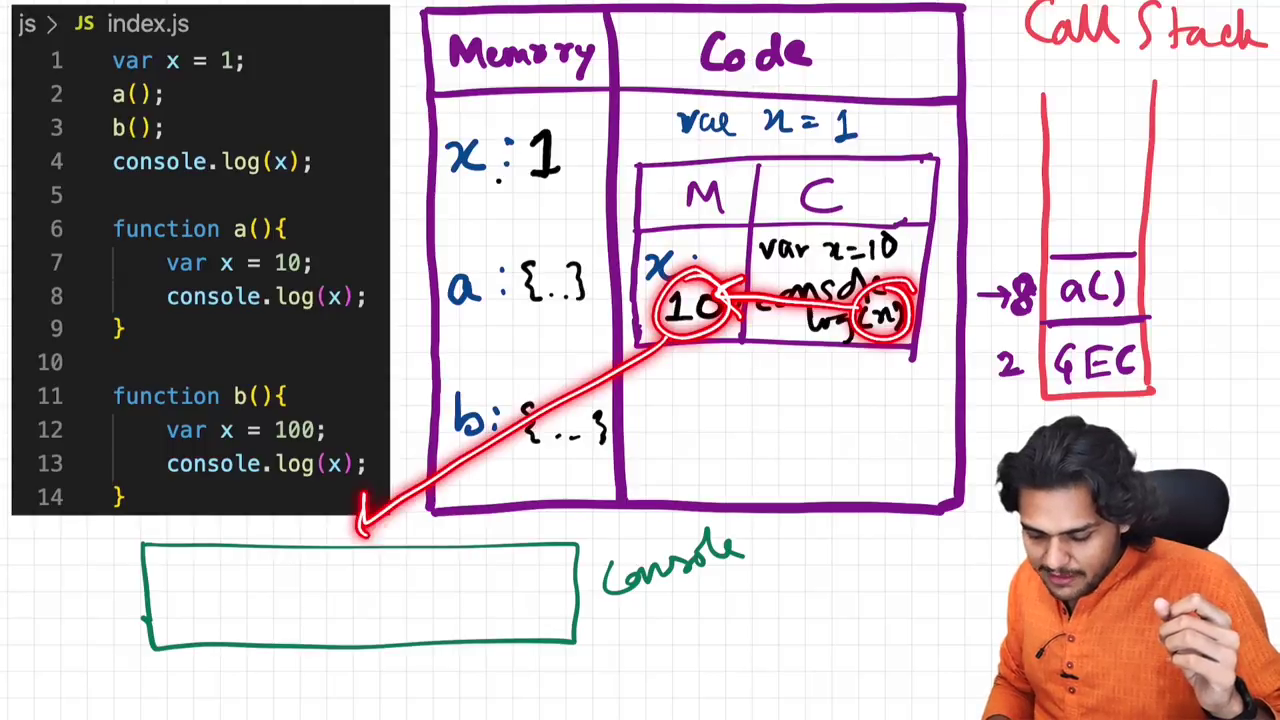 js > JS index.js
1 var x = 1;
2 a();
3 b();
4 console.log(x);
5
6 function a(){
7 var x = 10;
8 console.log(x);
9 }
10
11 function b(){
12 var x = 100;
13 console.log(x);
14 }
Memory
x : 1
a : {..}
b : {..}
Code
var x = 1
M C
x :
10
var x=10
console
log(x)
Console
Call Stack
→8 a()
2 GEC